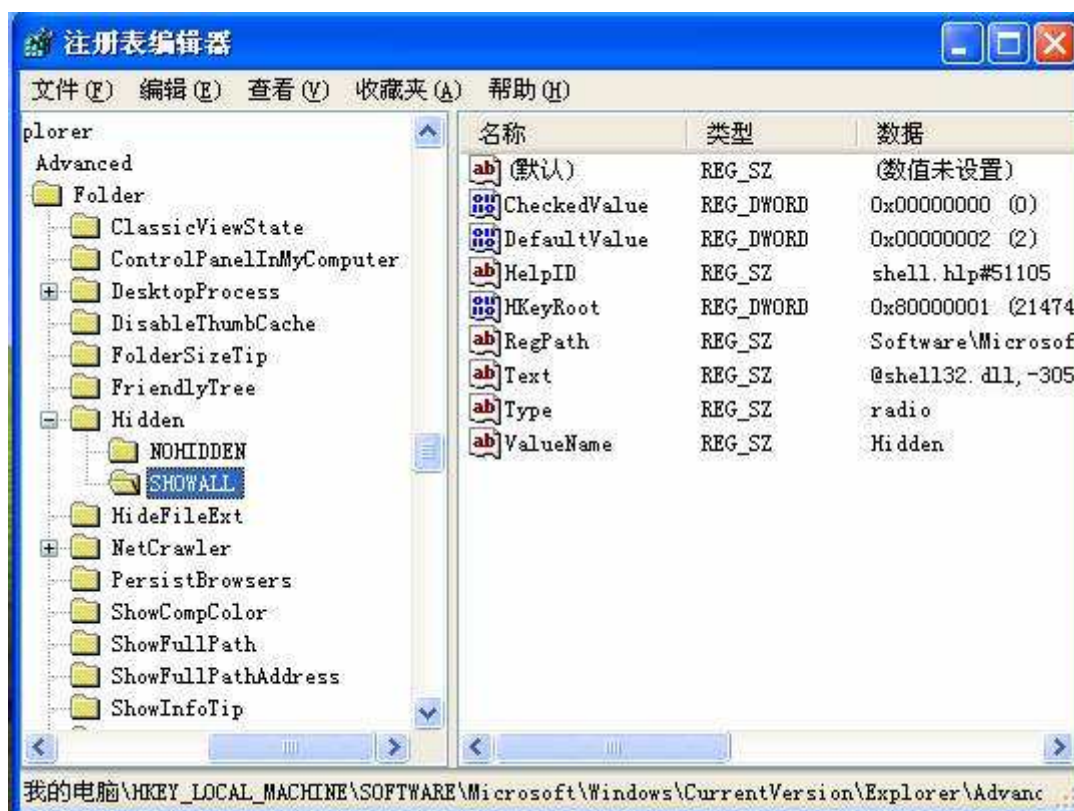 注册表编辑器
文件(F) 编辑(E) 查看(V) 收藏夹(A) 帮助(H)
plorer
Advanced
Folder
ClassicViewState
ControlPanelInMyComputer
DesktopProcess
DisableThumbCache
FolderSizeTip
FriendlyTree
Hidden
NOHIDDEN
SHOWALL
HideFileExt
NetCrawler
PersistBrowsers
ShowCompColor
ShowFullPath
ShowFullPathAddress
ShowInfoTip
名称 类型 数据
(默认) REG_SZ (数值未设置)
CheckedValue REG_DWORD 0x00000000 (0)
DefaultValue REG_DWORD 0x00000002 (2)
HelpID REG_SZ shell.hlp#51105
HKeyRoot REG_DWORD 0x80000001 (21474
RegPath REG_SZ Software\Microsof
Text REG_SZ @shell32.dll,-305
Type REG_SZ radio
ValueName REG_SZ Hidden
我的电脑\HKEY_LOCAL_MACHINE\SOFTWARE\Microsoft\Windows\CurrentVersion\Explorer\Advanc